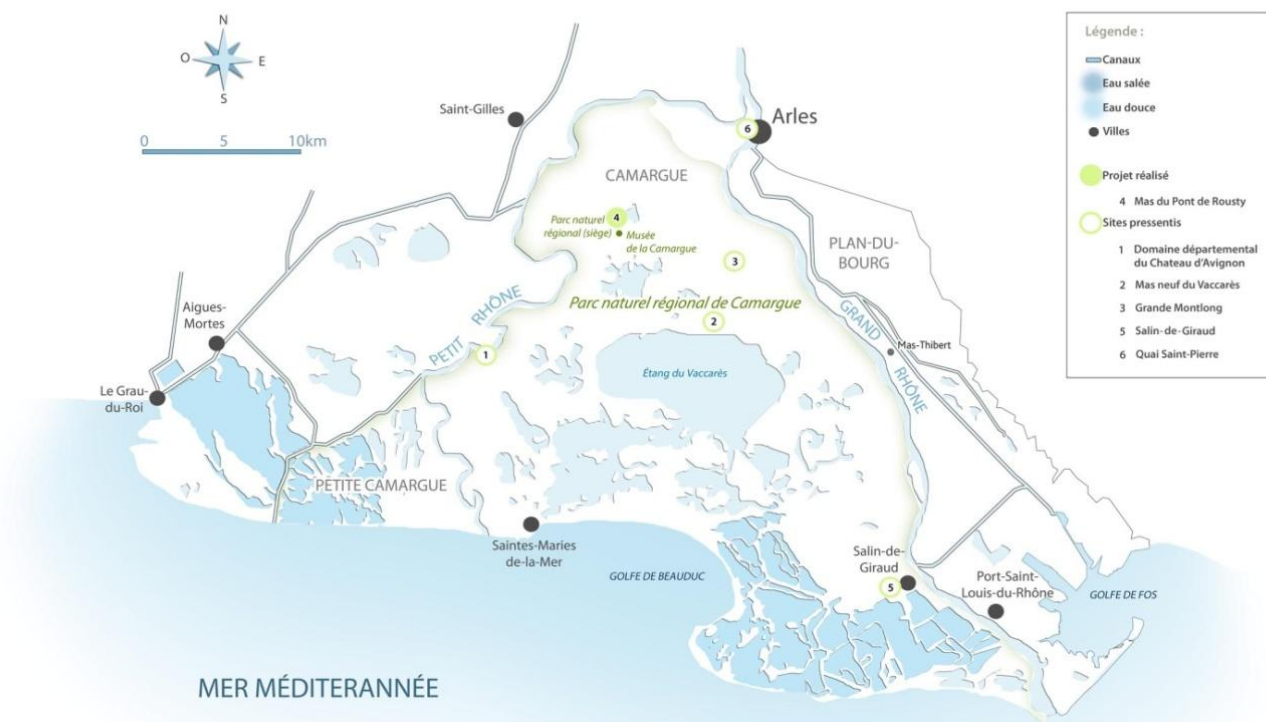 N
O
E
S
0 5 10km
Saint-Gilles
Arles
6
CAMARGUE
4
Parc naturel
régional (siège)
Musée
de la Camargue
3
PLAN-DU-
BOURG
Parc naturel régional de Camargue
2
PETIT RHÔNE
1
GRAND RHÔNE
Mas-Thibert
Étang du Vaccarès
Aigues-
Mortes
Le Grau-
du-Roi
PETITE CAMARGUE
Saintes-Maries
de-la-Mer
GOLFE DE BEAUDUC
Salin-de-
Giraud
5
Port-Saint-
Louis-du-Rhône
GOLFE DE FOS
MER MÉDITERANNÉE
Légende :
Canaux
Eau salée
Eau douce
Villes
Projet réalisé
4 Mas du Pont de Rousty
Sites pressentis
1 Domaine départemental
du Chateau d'Avignon
2 Mas neuf du Vaccarès
3 Grande Montlong
5 Salin-de-Giraud
6 Quai Saint-Pierre